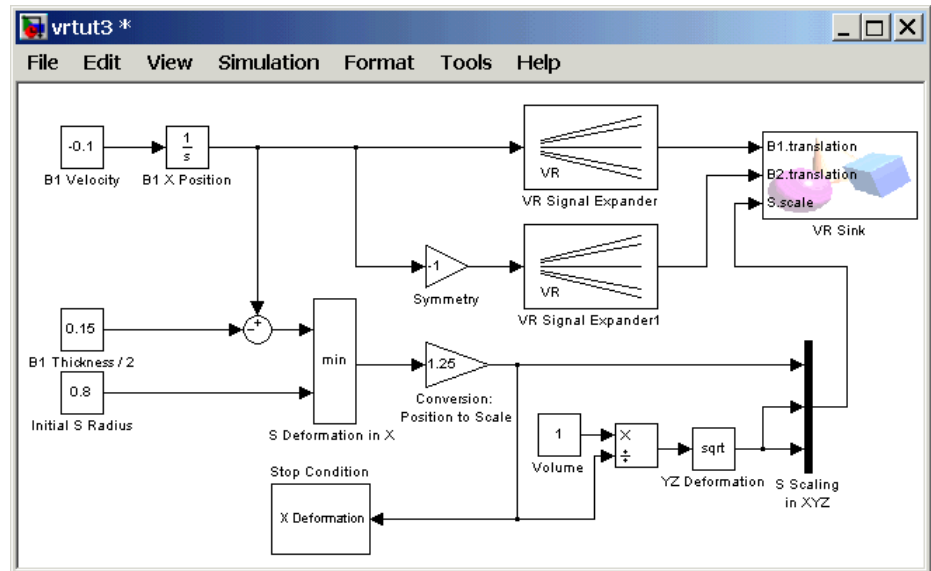 vrtut3 *
File Edit View Simulation Format Tools Help
-0.1
B1 Velocity
1
s
B1 X Position
VR
VR Signal Expander
B1.translation
B2.translation
S.scale
VR Sink
-1
Symmetry
VR
VR Signal Expander1
0.15
B1 Thickness / 2
- +
0.8
Initial S Radius
min
S Deformation in X
1.25
Conversion:
Position to Scale
1
Volume
×
÷
sqrt
YZ Deformation
S Scaling
in XYZ
Stop Condition
X Deformation